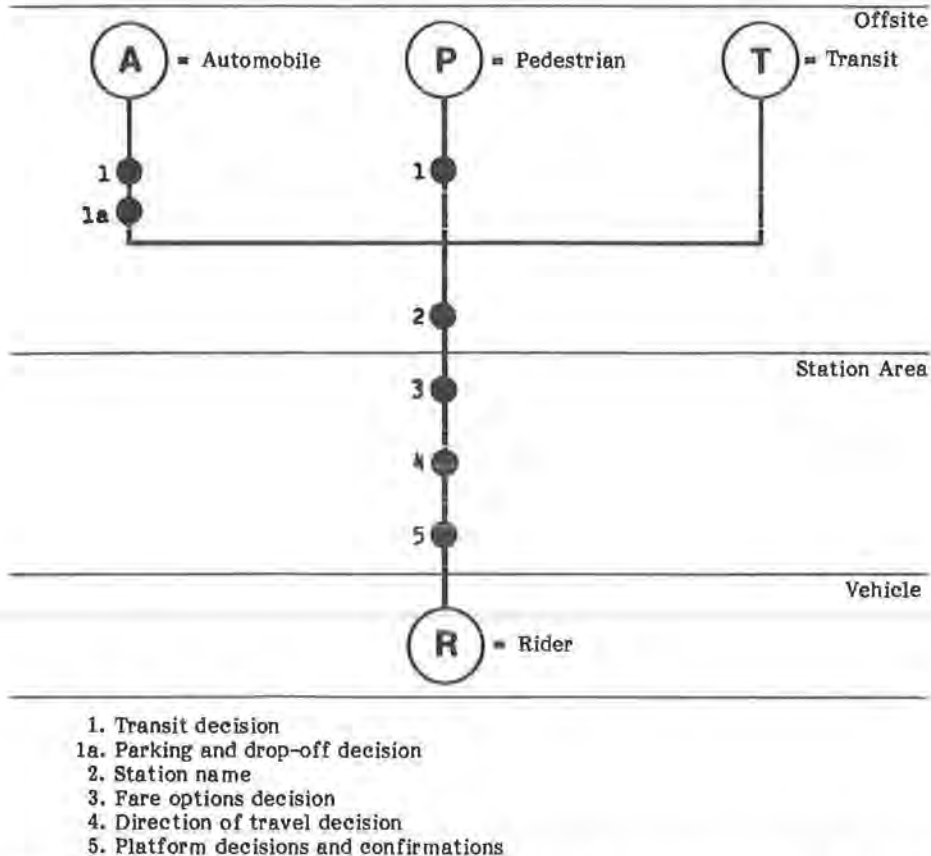 Offsite
A = Automobile
P = Pedestrian
T = Transit
1
1
1a
2
Station Area
3
4
5
Vehicle
R = Rider
1. Transit decision
1a. Parking and drop-off decision
2. Station name
3. Fare options decision
4. Direction of travel decision
5. Platform decisions and confirmations